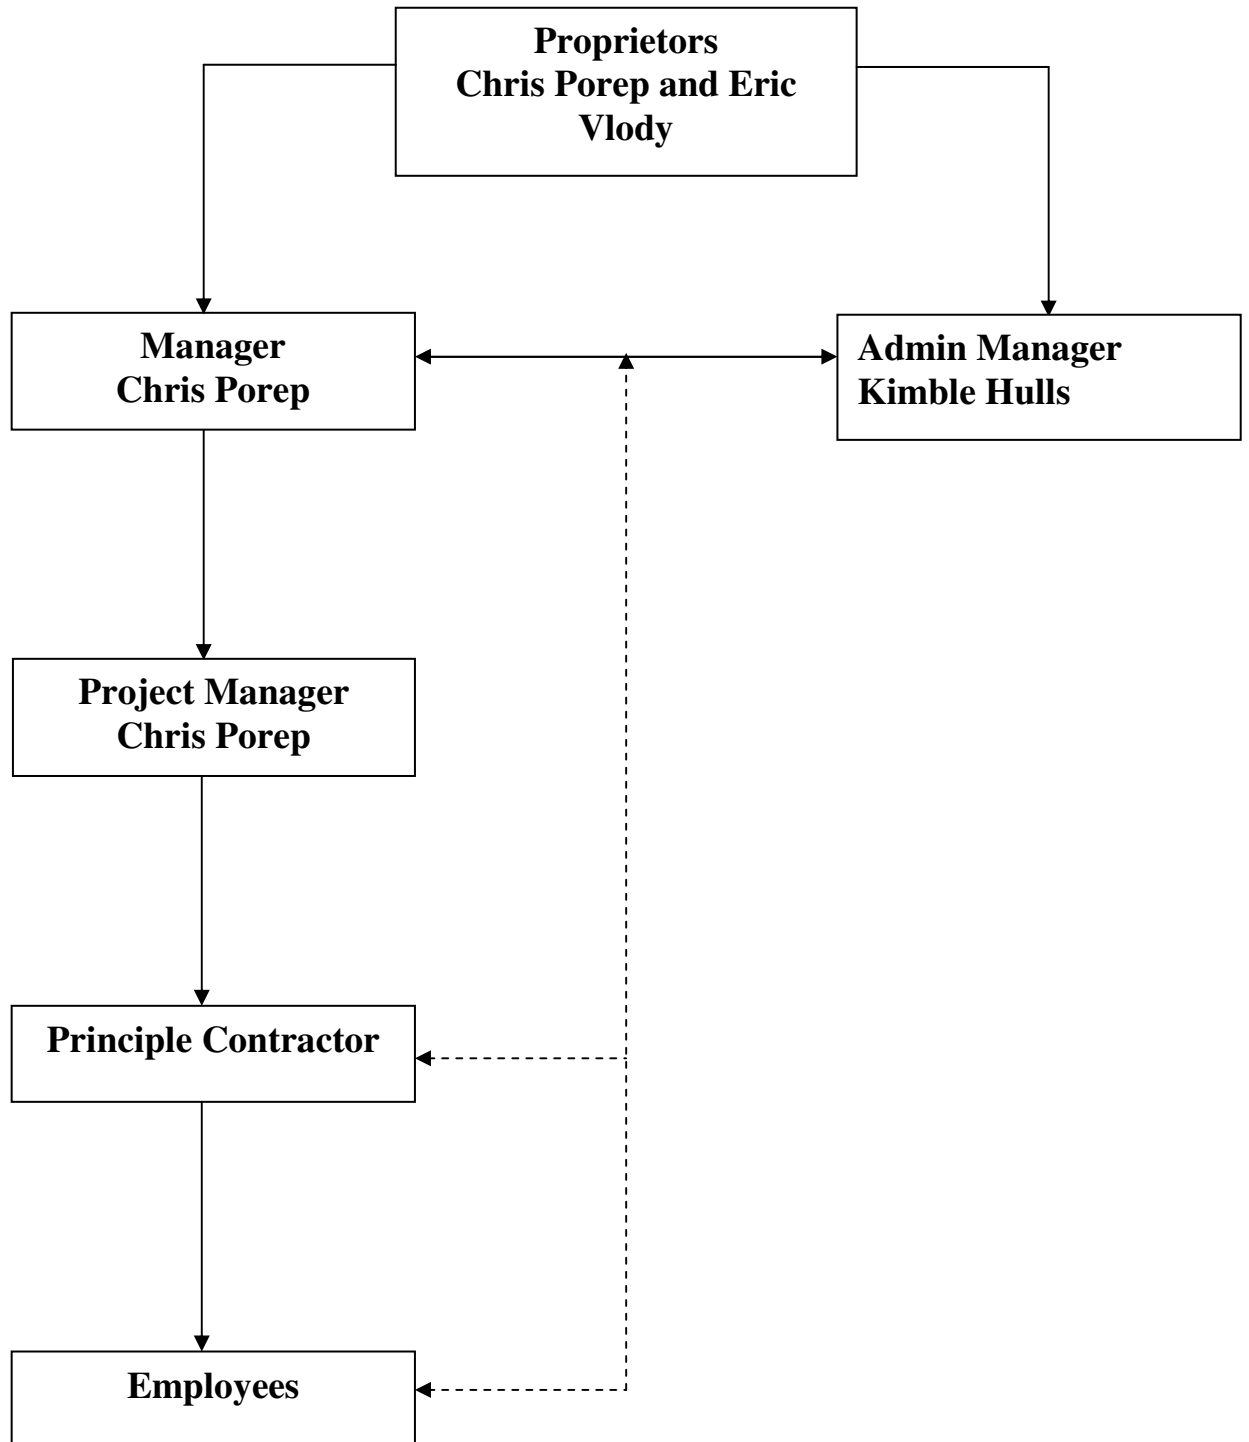 Proprietors
Chris Porep and Eric
Vlody
Manager
Chris Porep
Admin Manager
Kimble Hulls
Project Manager
Chris Porep
Principle Contractor
Employees